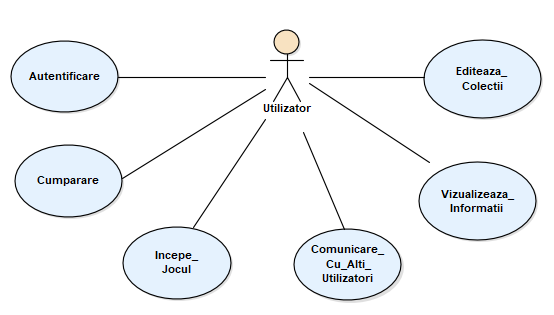 Autentificare
Utilizator
Editeaza_
Colectii
Cumparare
Vizualizeaza_
Informatii
Incepe_
Jocul
Comunicare_
Cu_Alti_
Utilizatori